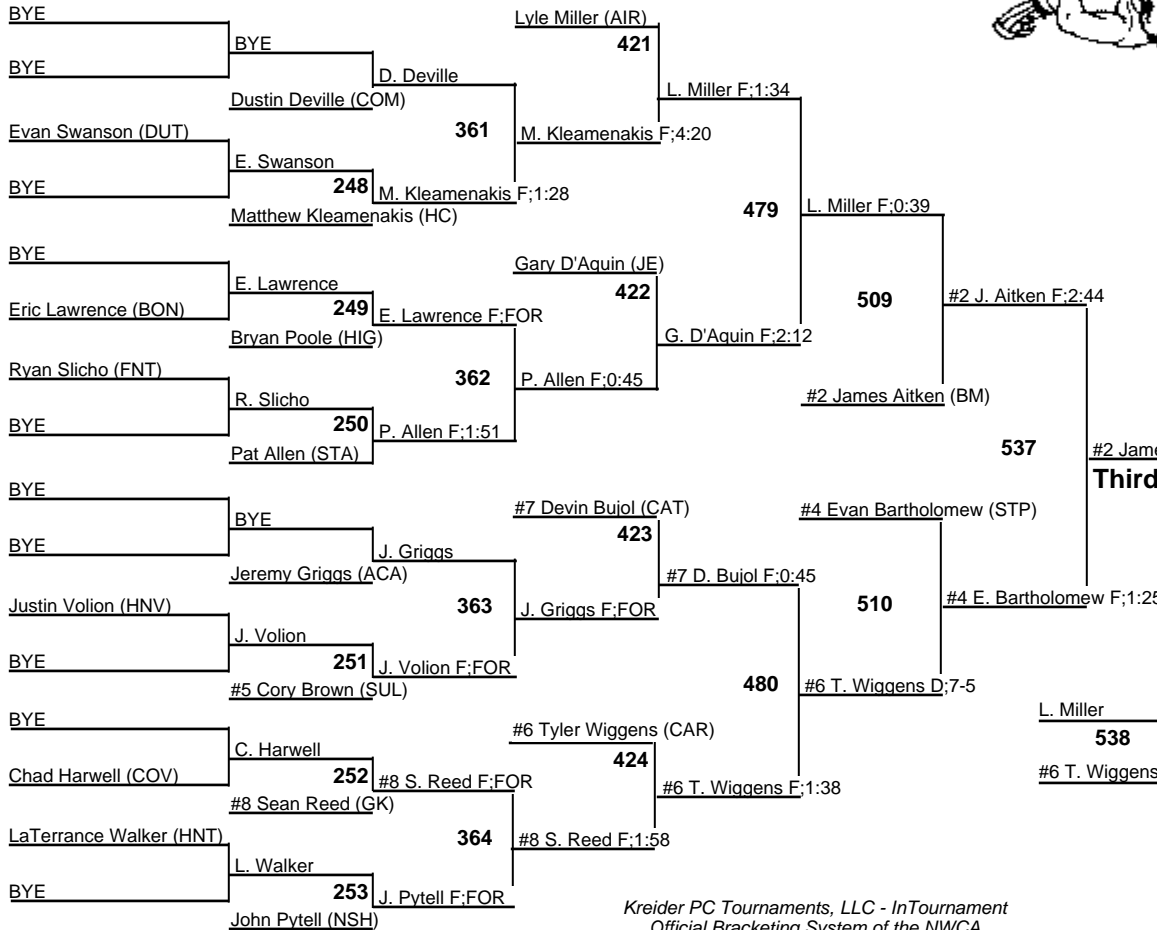 BYE
Lyle Miller (AIR)
BYE
421
BYE
D. Deville
L. Miller F;1:34
Dustin Deville (COM)
361
Evan Swanson (DUT)
M. Kleamenakis F;4:20
E. Swanson
248
M. Kleamenakis F;1:28
BYE
Matthew Kleamenakis (HC)
479
L. Miller F;0:39
BYE
Gary D'Aquin (JE)
E. Lawrence
422
509
#2 J. Aitken F;2:44
Eric Lawrence (BON)
249
E. Lawrence F;FOR
Bryan Poole (HIG)
G. D'Aquin F;2:12
Ryan Slicho (FNT)
362
P. Allen F;0:45
R. Slicho
#2 James Aitken (BM)
BYE
250
P. Allen F;1:51
Pat Allen (STA)
537
#2 Jame
Third
BYE
#7 Devin Bujol (CAT)
#4 Evan Bartholomew (STP)
BYE
423
BYE
J. Griggs
Jeremy Griggs (ACA)
#7 D. Bujol F;0:45
Justin Volion (HNV)
363
J. Griggs F;FOR
510
#4 E. Bartholomew F;1:25
J. Volion
BYE
251
J. Volion F;FOR
#5 Cory Brown (SUL)
480
#6 T. Wiggens D;7-5
BYE
#6 Tyler Wiggens (CAR)
L. Miller
C. Harwell
424
538
Chad Harwell (COV)
252
#8 S. Reed F;FOR
#6 T. Wiggens F;1:38
#6 T. Wiggens
#8 Sean Reed (GK)
LaTerrance Walker (HNT)
364
#8 S. Reed F;1:58
L. Walker
BYE
253
J. Pytell F;FOR
John Pytell (NSH)
Kreider PC Tournaments, LLC - InTournament
Official Bracketing System of the NWCA